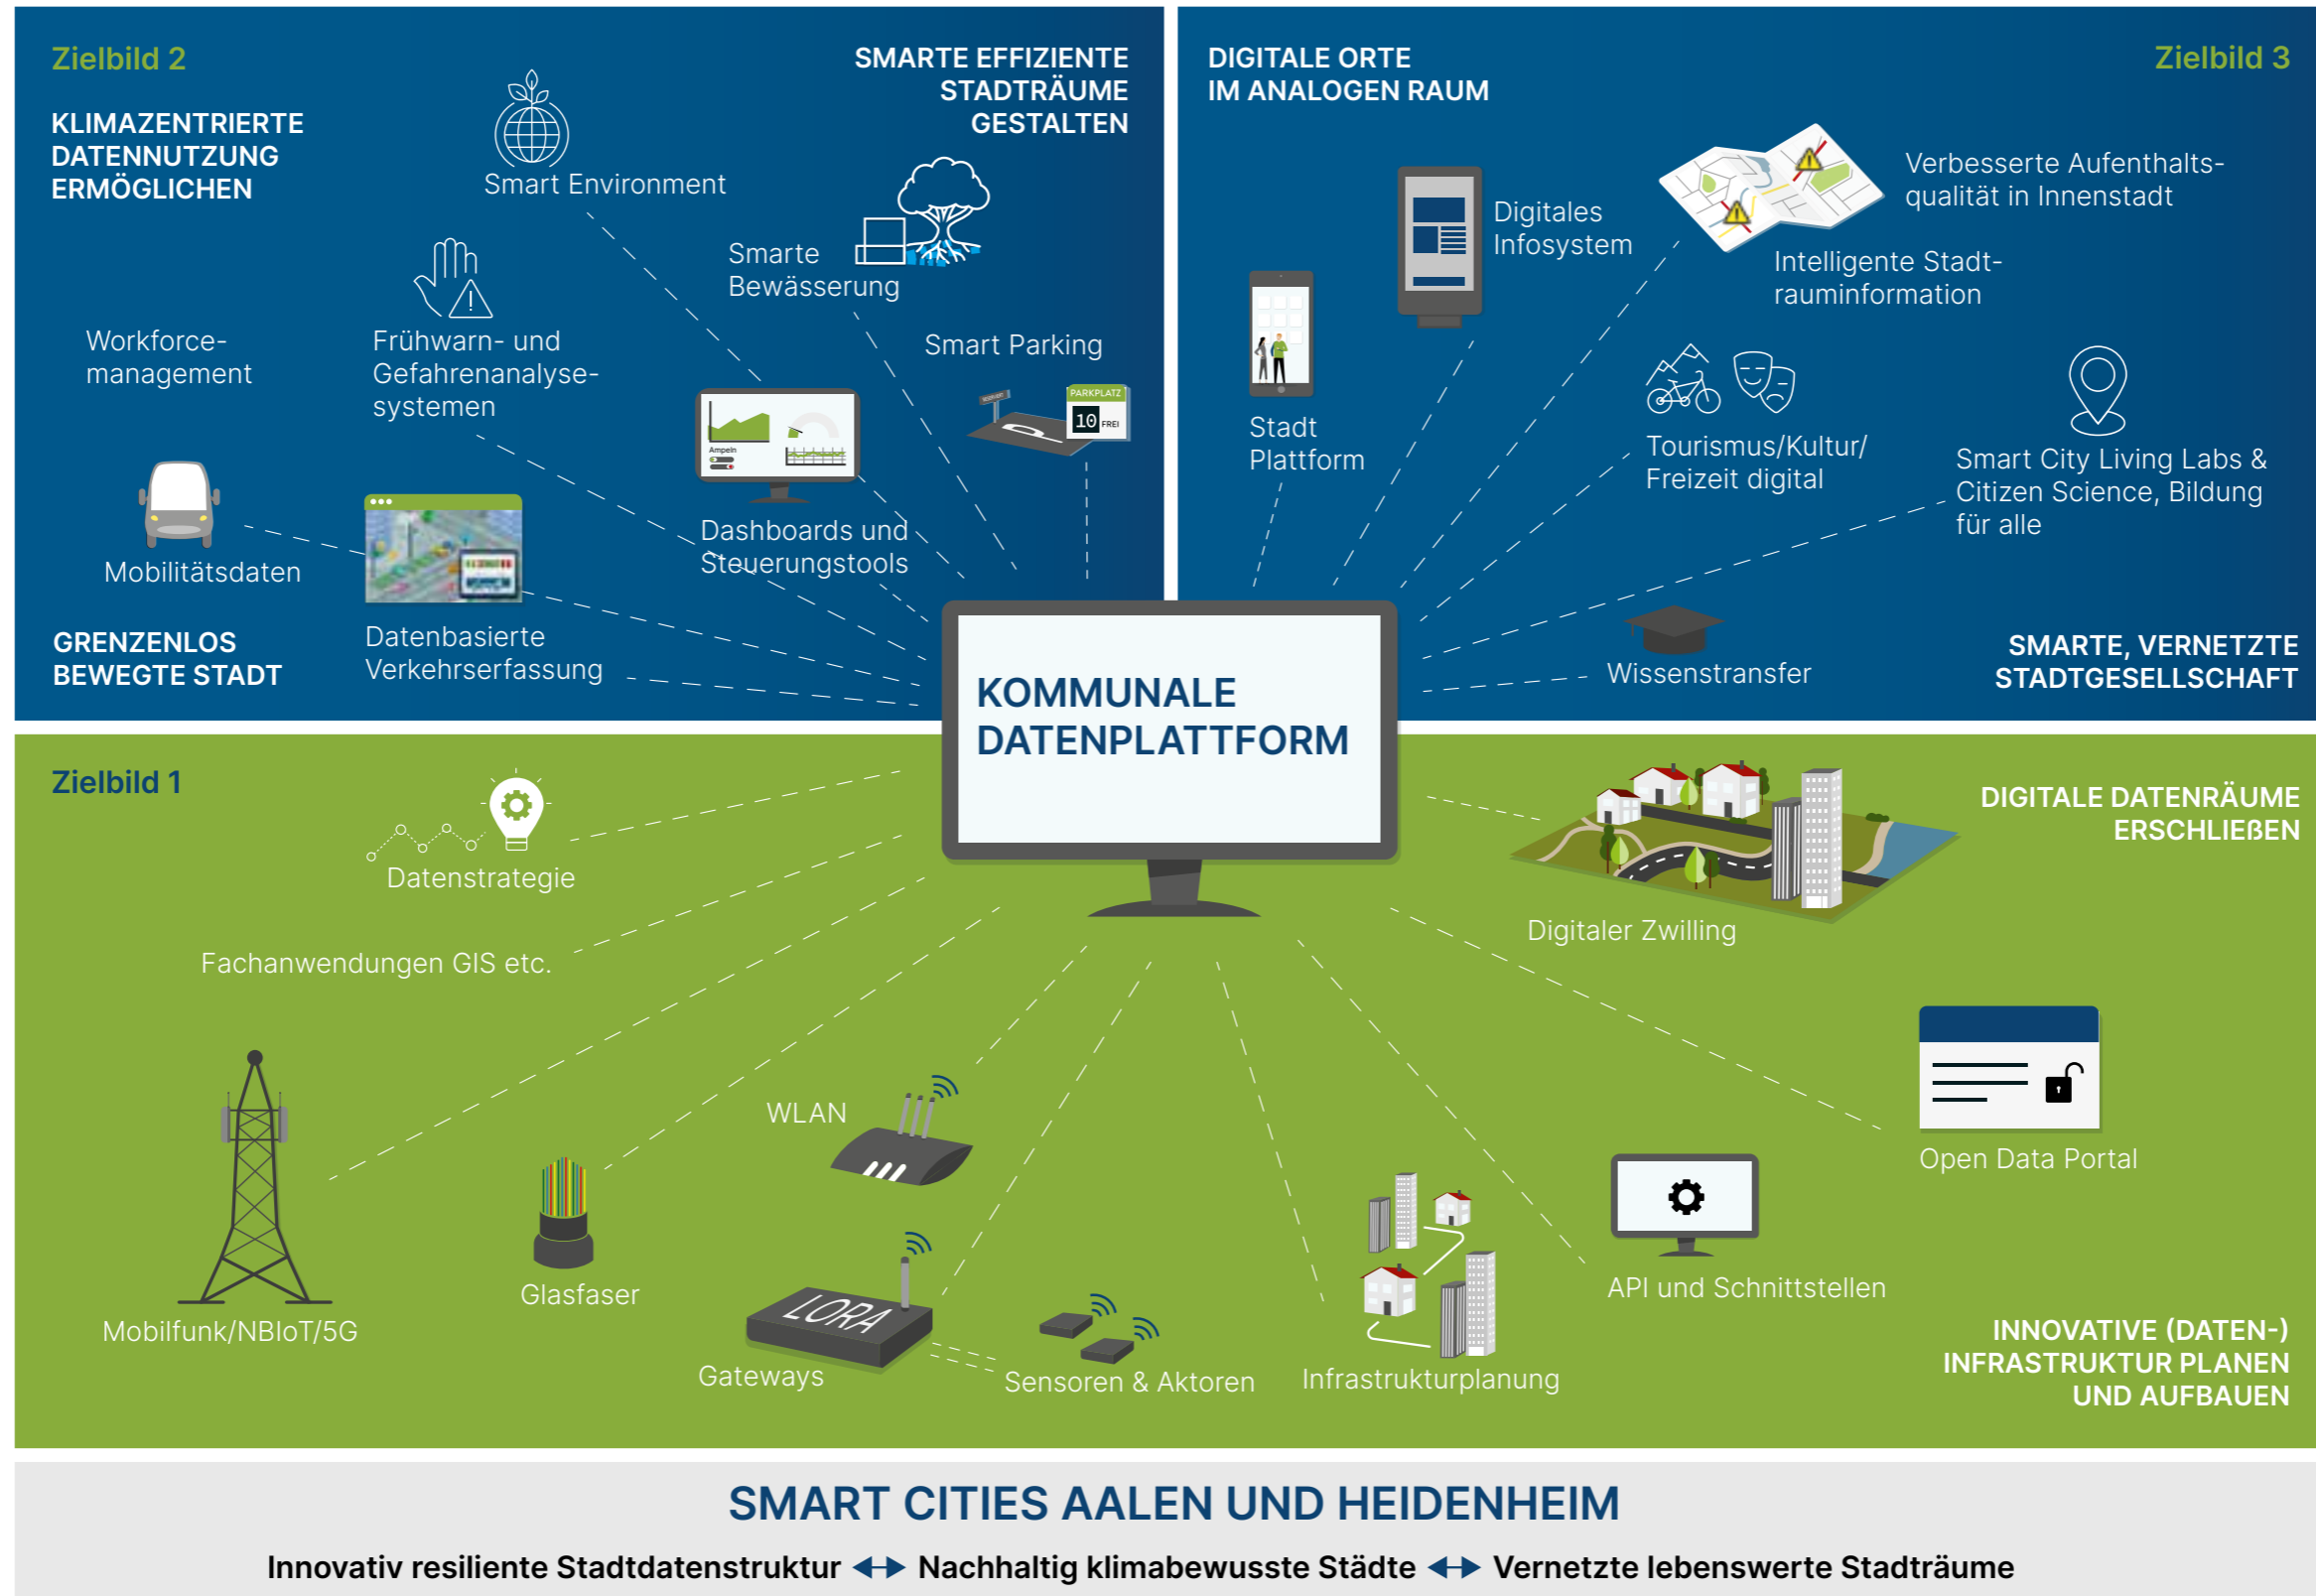 Zielbild 2
KLIMAZENTRIERTE
DATENNUTZUNG
ERMÖGLICHEN
SMARTE EFFIZIENTE
STADTRÄUME
GESTALTEN
Smart Environment
Smarte
Bewässerung
Smart Parking
PARKPLATZ
10 FREI
Workforce-
management
Frühwarn- und
Gefahrenanalyse-
systemen
Ampeln
Dashboards und
Steuerungstools
Mobilitätsdaten
Datenbasierte
Verkehrserfassung
GRENZENLOS
BEWEGTE STADT
DIGITALE ORTE
IM ANALOGEN RAUM
Zielbild 3
Digitales
Infosystem
Verbesserte Aufenthalts-
qualität in Innenstadt
Intelligente Stadt-
rauminformation
Stadt
Plattform
Tourismus/Kultur/
Freizeit digital
Smart City Living Labs &
Citizen Science, Bildung
für alle
Wissenstransfer
SMARTE, VERNETZTE
STADTGESELLSCHAFT
KOMMUNALE
DATENPLATTFORM
Zielbild 1
Datenstrategie
Fachanwendungen GIS etc.
Mobilfunk/NBIoT/5G
Glasfaser
WLAN
LORA
Gateways
Sensoren & Aktoren
Infrastrukturplanung
API und Schnittstellen
Open Data Portal
Digitaler Zwilling
DIGITALE DATENRÄUME
ERSCHLIEßEN
INNOVATIVE (DATEN-)
INFRASTRUKTUR PLANEN
UND AUFBAUEN
SMART CITIES AALEN UND HEIDENHEIM
Innovativ resiliente Stadtdatenstruktur ↔ Nachhaltig klimabewusste Städte ↔ Vernetzte lebenswerte Stadträume